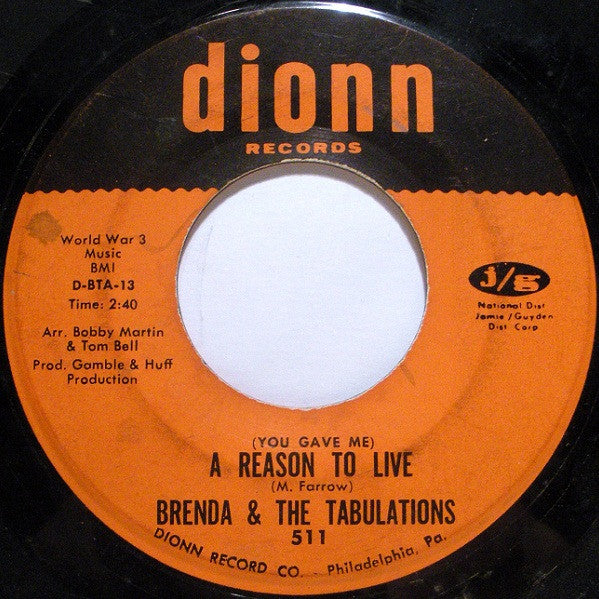 dionn
RECORDS
World War 3
Music
BMI
D-BTA-13
Time: 2:40
Arr. Bobby Martin
& Tom Bell
Prod. Gamble & Huff
Production
j/g
National Dist
Jamie/Guyden
Dist Corp
(YOU GAVE ME)
A REASON TO LIVE
(M. Farrow)
BRENDA & THE TABULATIONS
511
DIONN RECORD CO. Philadelphia, Pa.